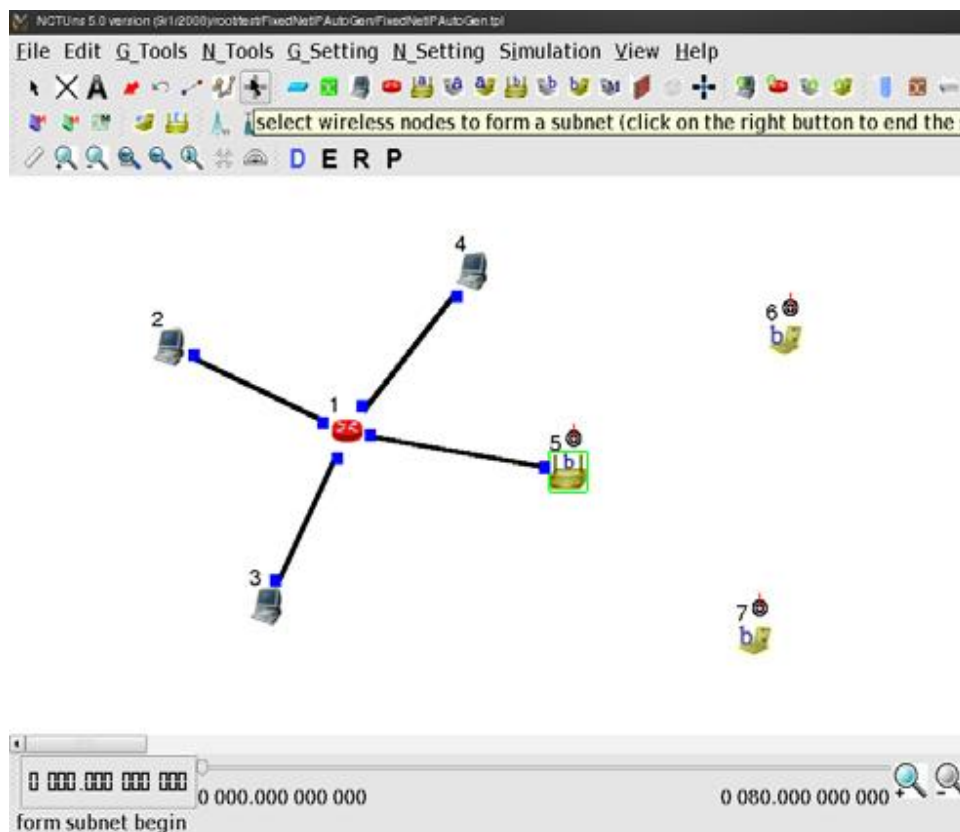 NCTUns 5.0 version (9/1/2008)/root/test/FixedNetIPAutoGen/FixedNetIPAutoGen.tpl
File Edit G_Tools N_Tools G_Setting N_Setting Simulation View Help
A
select wireless nodes to form a subnet (click on the right button to end the
D E R P
4
6
b
2
1
5
b
3
7
b
0 000.000 000 000
0 000.000 000 000
0 080.000 000 000
form subnet begin